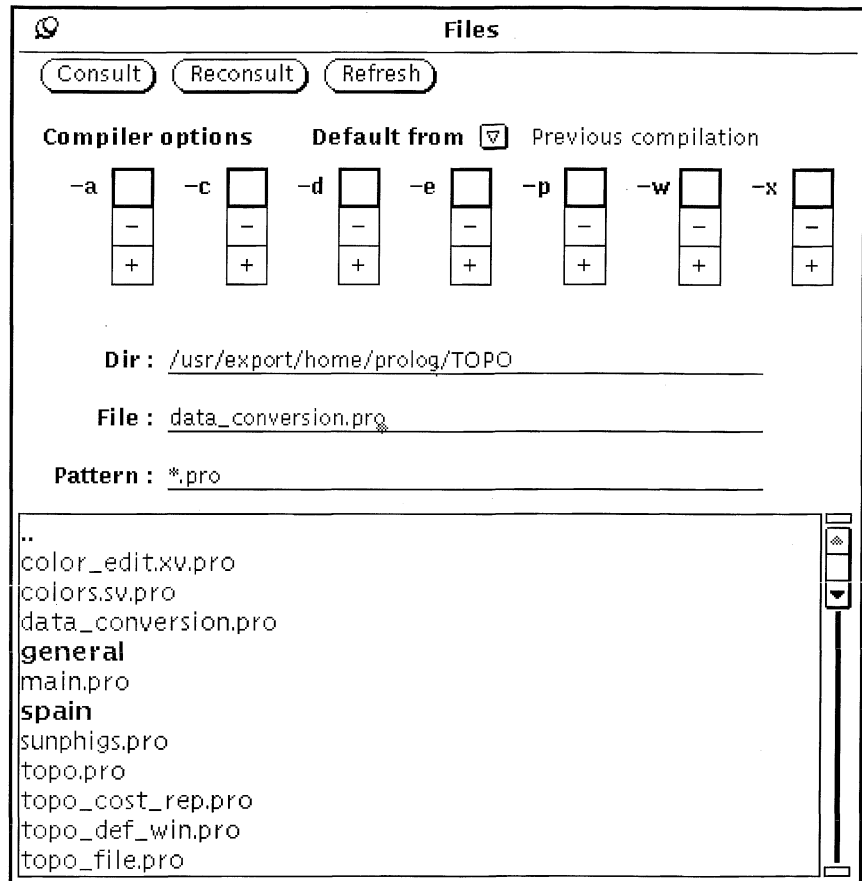 Files
Consult Reconsult Refresh
Compiler options Default from Previous compilation
-a -c -d -e -p -w -x
- - - - - - -
+ + + + + + +
Dir : /usr/export/home/prolog/TOPO
File : data_conversion.pro
Pattern : *.pro
..
color_edit.xv.pro
colors.sv.pro
data_conversion.pro
general
main.pro
spain
sunphigs.pro
topo.pro
topo_cost_rep.pro
topo_def_win.pro
topo_file.pro